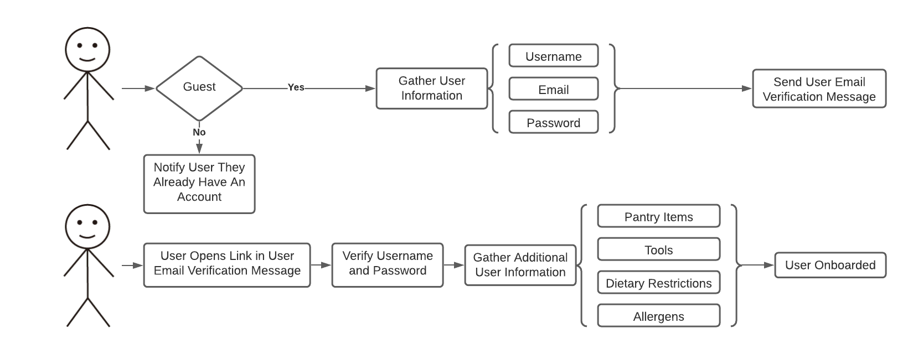 Guest
Yes
No
Notify User They
Already Have An
Account
Gather User
Information
Username
Email
Password
Send User Email
Verification Message
User Opens Link in User
Email Verification Message
Verify Username
and Password
Gather Additional
User Information
Pantry Items
Tools
Dietary Restrictions
Allergens
User Onboarded